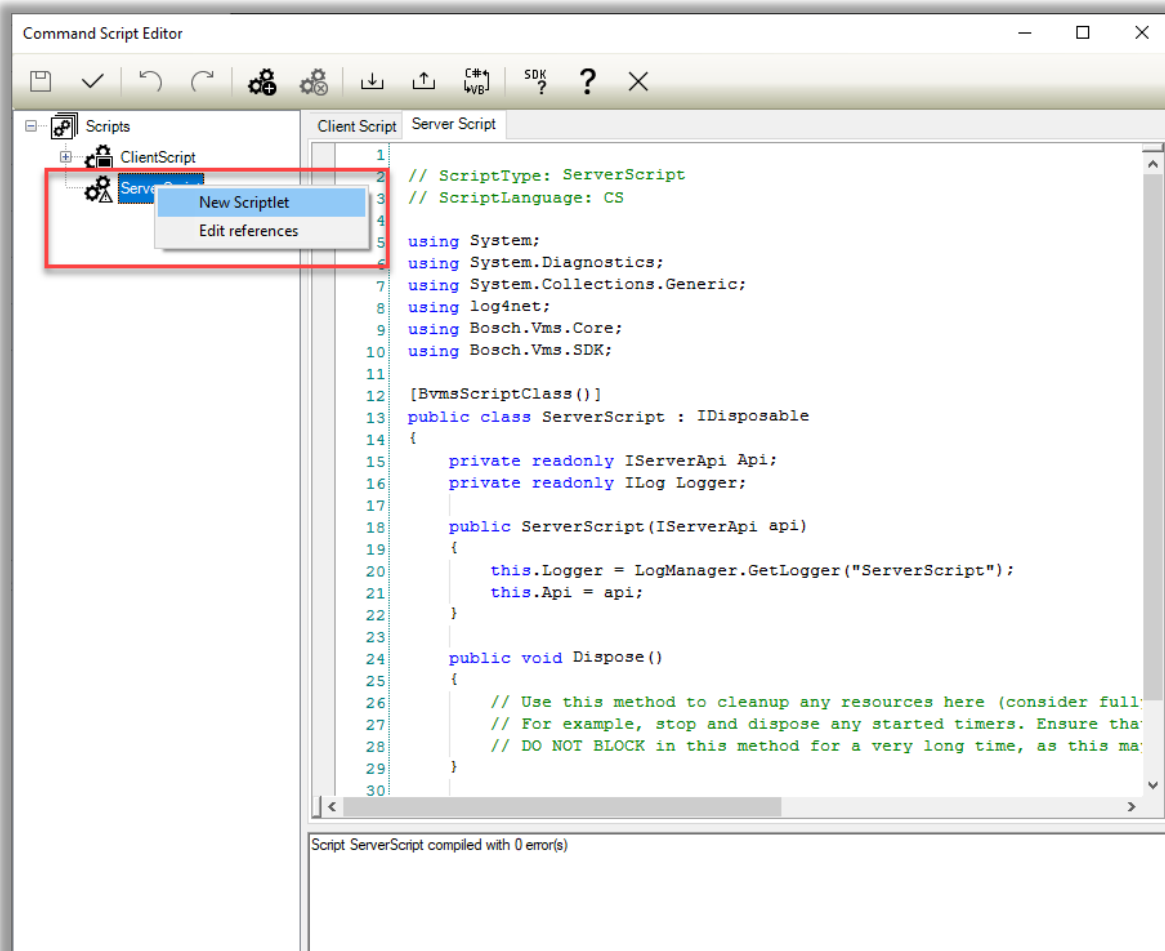 Command Script Editor
C#
VB
SDK
?
?
Scripts
ClientScript
New Scriptlet
Edit references
Client Script
Server Script
1
2 // ScriptType: ServerScript
3 // ScriptLanguage: CS
4
5 using System;
6 using System.Diagnostics;
7 using System.Collections.Generic;
8 using log4net;
9 using Bosch.Vms.Core;
10 using Bosch.Vms.SDK;
11
12 [BvmsScriptClass()]
13 public class ServerScript : IDisposable
14 {
15 private readonly IServerApi Api;
16 private readonly ILog Logger;
17
18 public ServerScript(IServerApi api)
19 {
20 this.Logger = LogManager.GetLogger("ServerScript");
21 this.Api = api;
22 }
23
24 public void Dispose()
25 {
26 // Use this method to cleanup any resources here (consider full
27 // For example, stop and dispose any started timers. Ensure tha
28 // DO NOT BLOCK in this method for a very long time, as this ma
29 }
30
Script ServerScript compiled with 0 error(s)